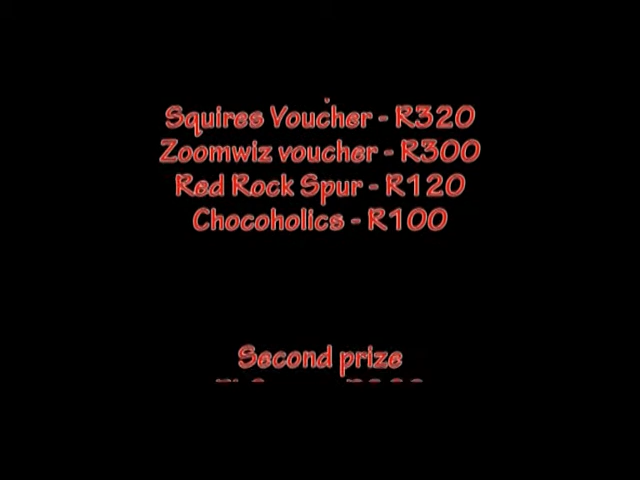 Squires Voucher - R320
Zoomwiz voucher - R300
Red Rock Spur - R120
Chocoholics - R100
Second prize